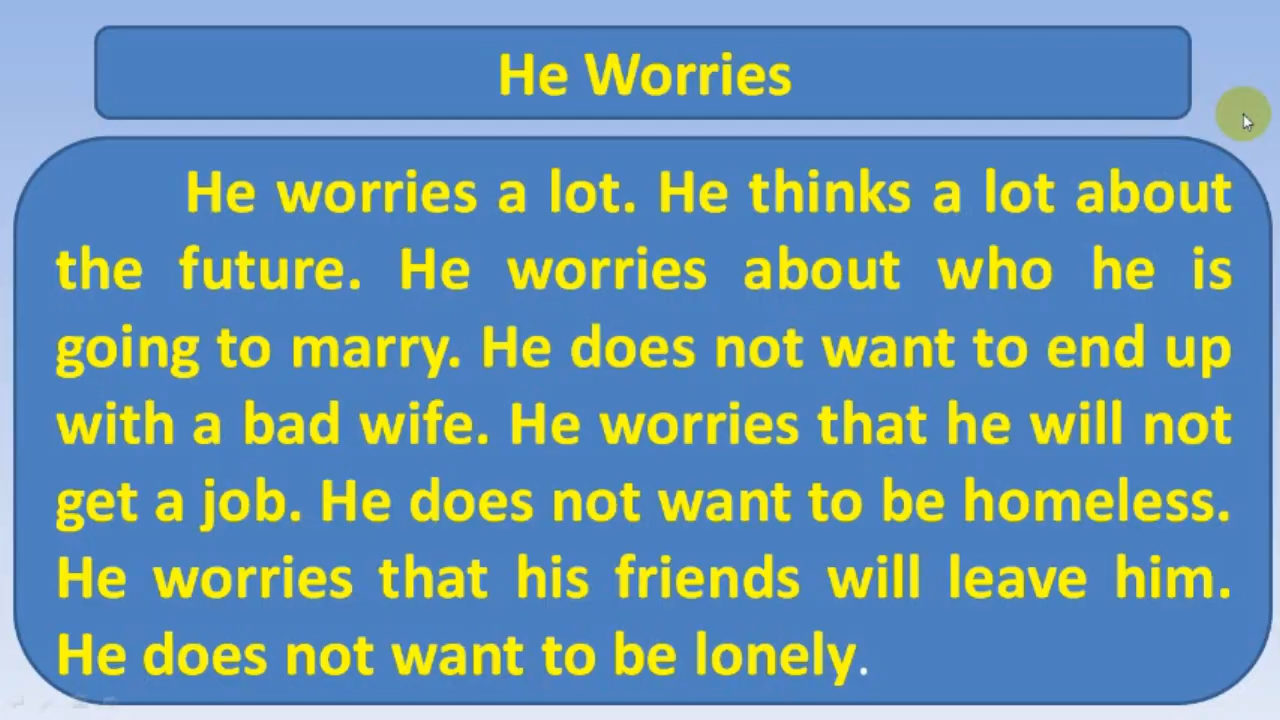 He Worries
He worries a lot. He thinks a lot about
the future. He worries about who he is
going to marry. He does not want to end up
with a bad wife. He worries that he will not
get a job. He does not want to be homeless.
He worries that his friends will leave him.
He does not want to be lonely.